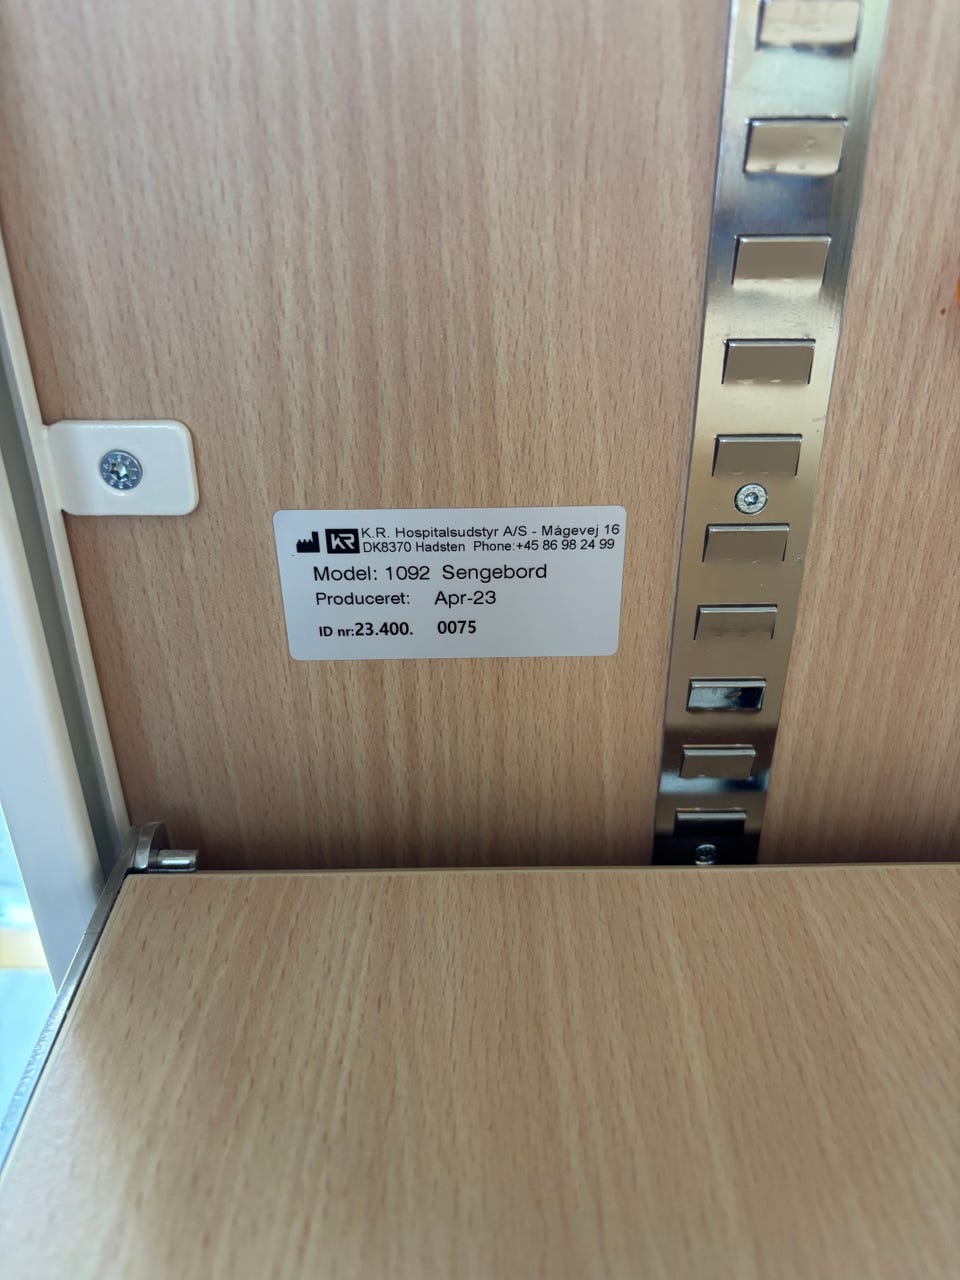 KR K.R. Hospitalsudstyr A/S - Mågevej 16
DK8370 Hadsten Phone:+45 86 98 24 99
Model: 1092 Sengebord
Produceret: Apr-23
ID nr:23.400. 0075